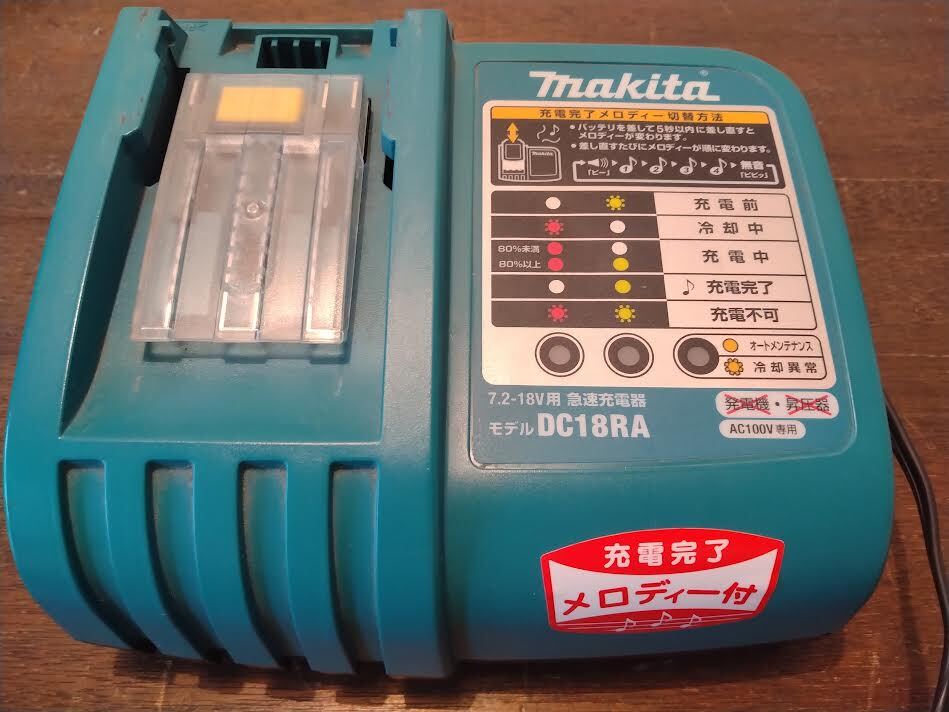 makita®
充電完了メロディー切替方法
●バッテリを差して5秒以内に差し直すと
メロディーが変わります。
●差し直すたびにメロディーが順に変わります。
makita
「ピー」 1 2 3 4 無音
「ピピッ」
充電前
冷却中
80%未満
80%以上
充電中
充電完了
充電不可
オートメンテナンス
冷却異常
7.2-18V用 急速充電器
モデル DC18RA
発電機・昇圧器
AC100V専用
充電完了
メロディー付